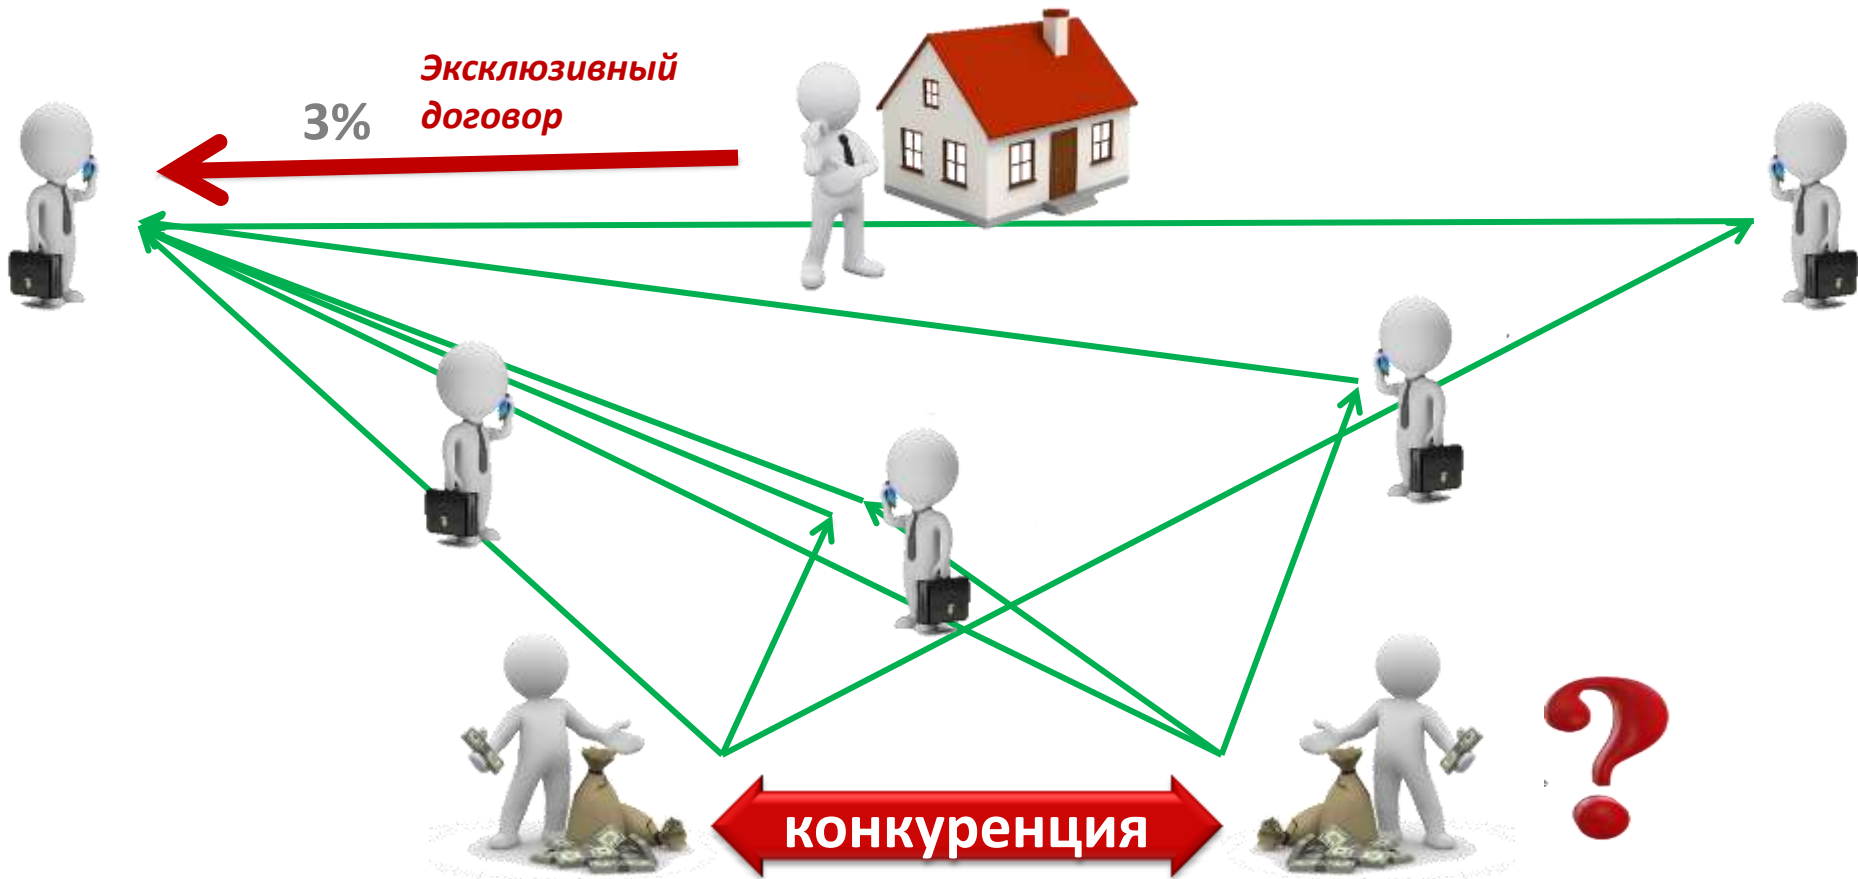 Эксклюзивный
3% договор
конкуренция
?